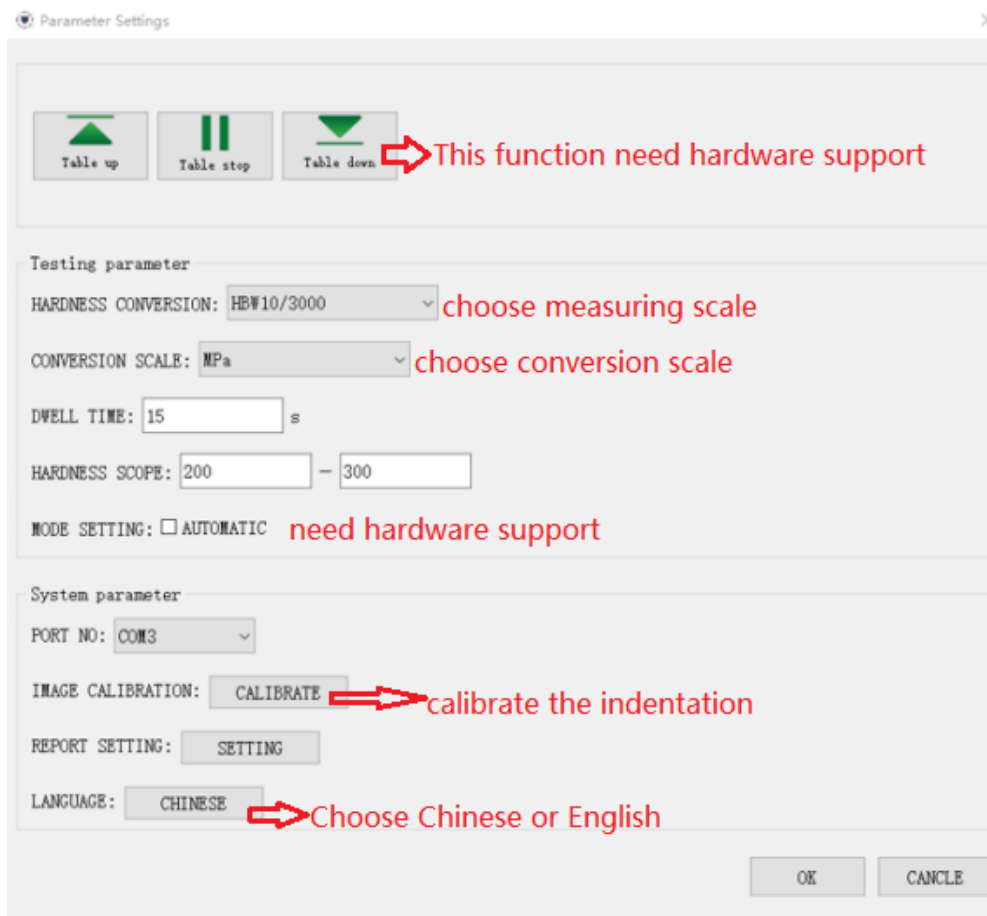 Parameter Settings
Table up Table stop Table down This function need hardware support
Testing parameter
HARDNESS CONVERSION: HBW10/3000 choose measuring scale
CONVERSION SCALE: MPa choose conversion scale
DWELL TIME: 15 s
HARDNESS SCOPE: 200 - 300
MODE SETTING: AUTOMATIC need hardware support
System parameter
PORT NO: COM3
IMAGE CALIBRATION: CALIBRATE calibrate the indentation
REPORT SETTING: SETTING
LANGUAGE: CHINESE Choose Chinese or English
OK CANCLE